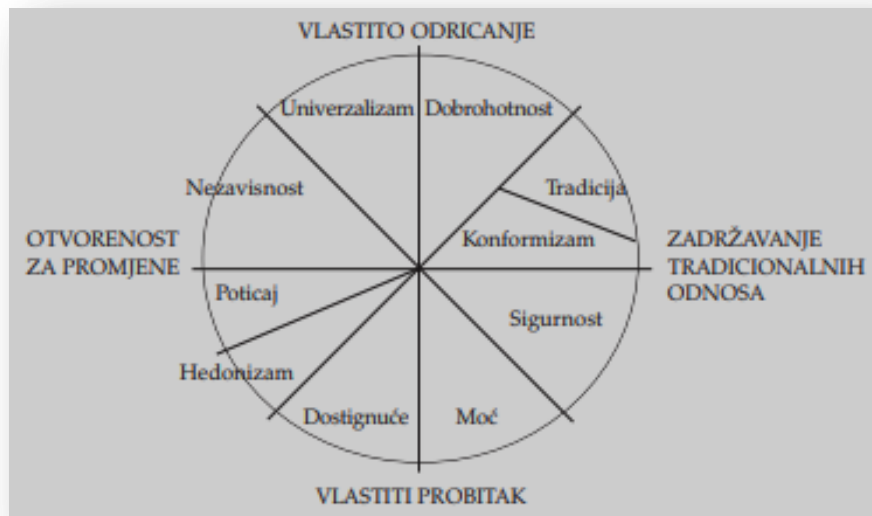 VLASTITO ODRICANJE
Univerzalizam
Dobrohotnost
Nezavisnost
Tradicija
Konformizam
OTVORENOST
ZA PROMJENE
ZADRŽAVANJE
TRADICIONALNIH
ODNOSA
Poticaj
Sigurnost
Hedonizam
Dostignuće
Moć
VLASTITI PROBITAK